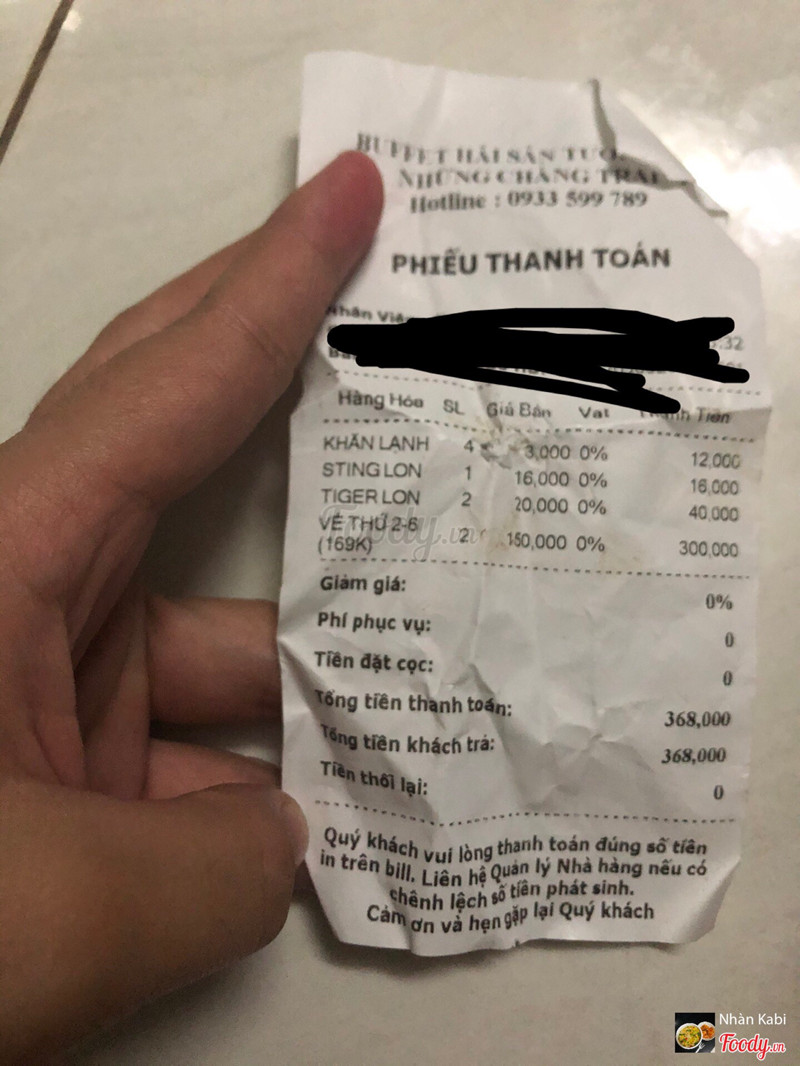 BUFFET HẢI SẢN TƯƠ
NHỮNG CHÀNG TRAI
Hotline : 0933 599 789
PHIẾU THANH TOÁN
Nhân Viên
:32
Hàng Hóa SL Giá Bán Vat Thành Tiền
KHĂN LẠNH 4 3,000 0% 12,000
STING LON 1 16,000 0% 16,000
TIGER LON 2 20,000 0% 40,000
VÉ THỨ 2-6 2 150,000 0% 300,000
(169K)
Giảm giá: 0%
Phí phục vụ: 0
Tiền đặt cọc: 0
Tổng tiền thanh toán: 368,000
Tổng tiền khách trả: 368,000
Tiền thối lại: 0
Quý khách vui lòng thanh toán đúng số tiền
in trên bill. Liên hệ Quản lý Nhà hàng nếu có
chênh lệch số tiền phát sinh.
Cảm ơn và hẹn gặp lại Quý khách
Foody.vn
Nhàn Kabi
Foody.vn